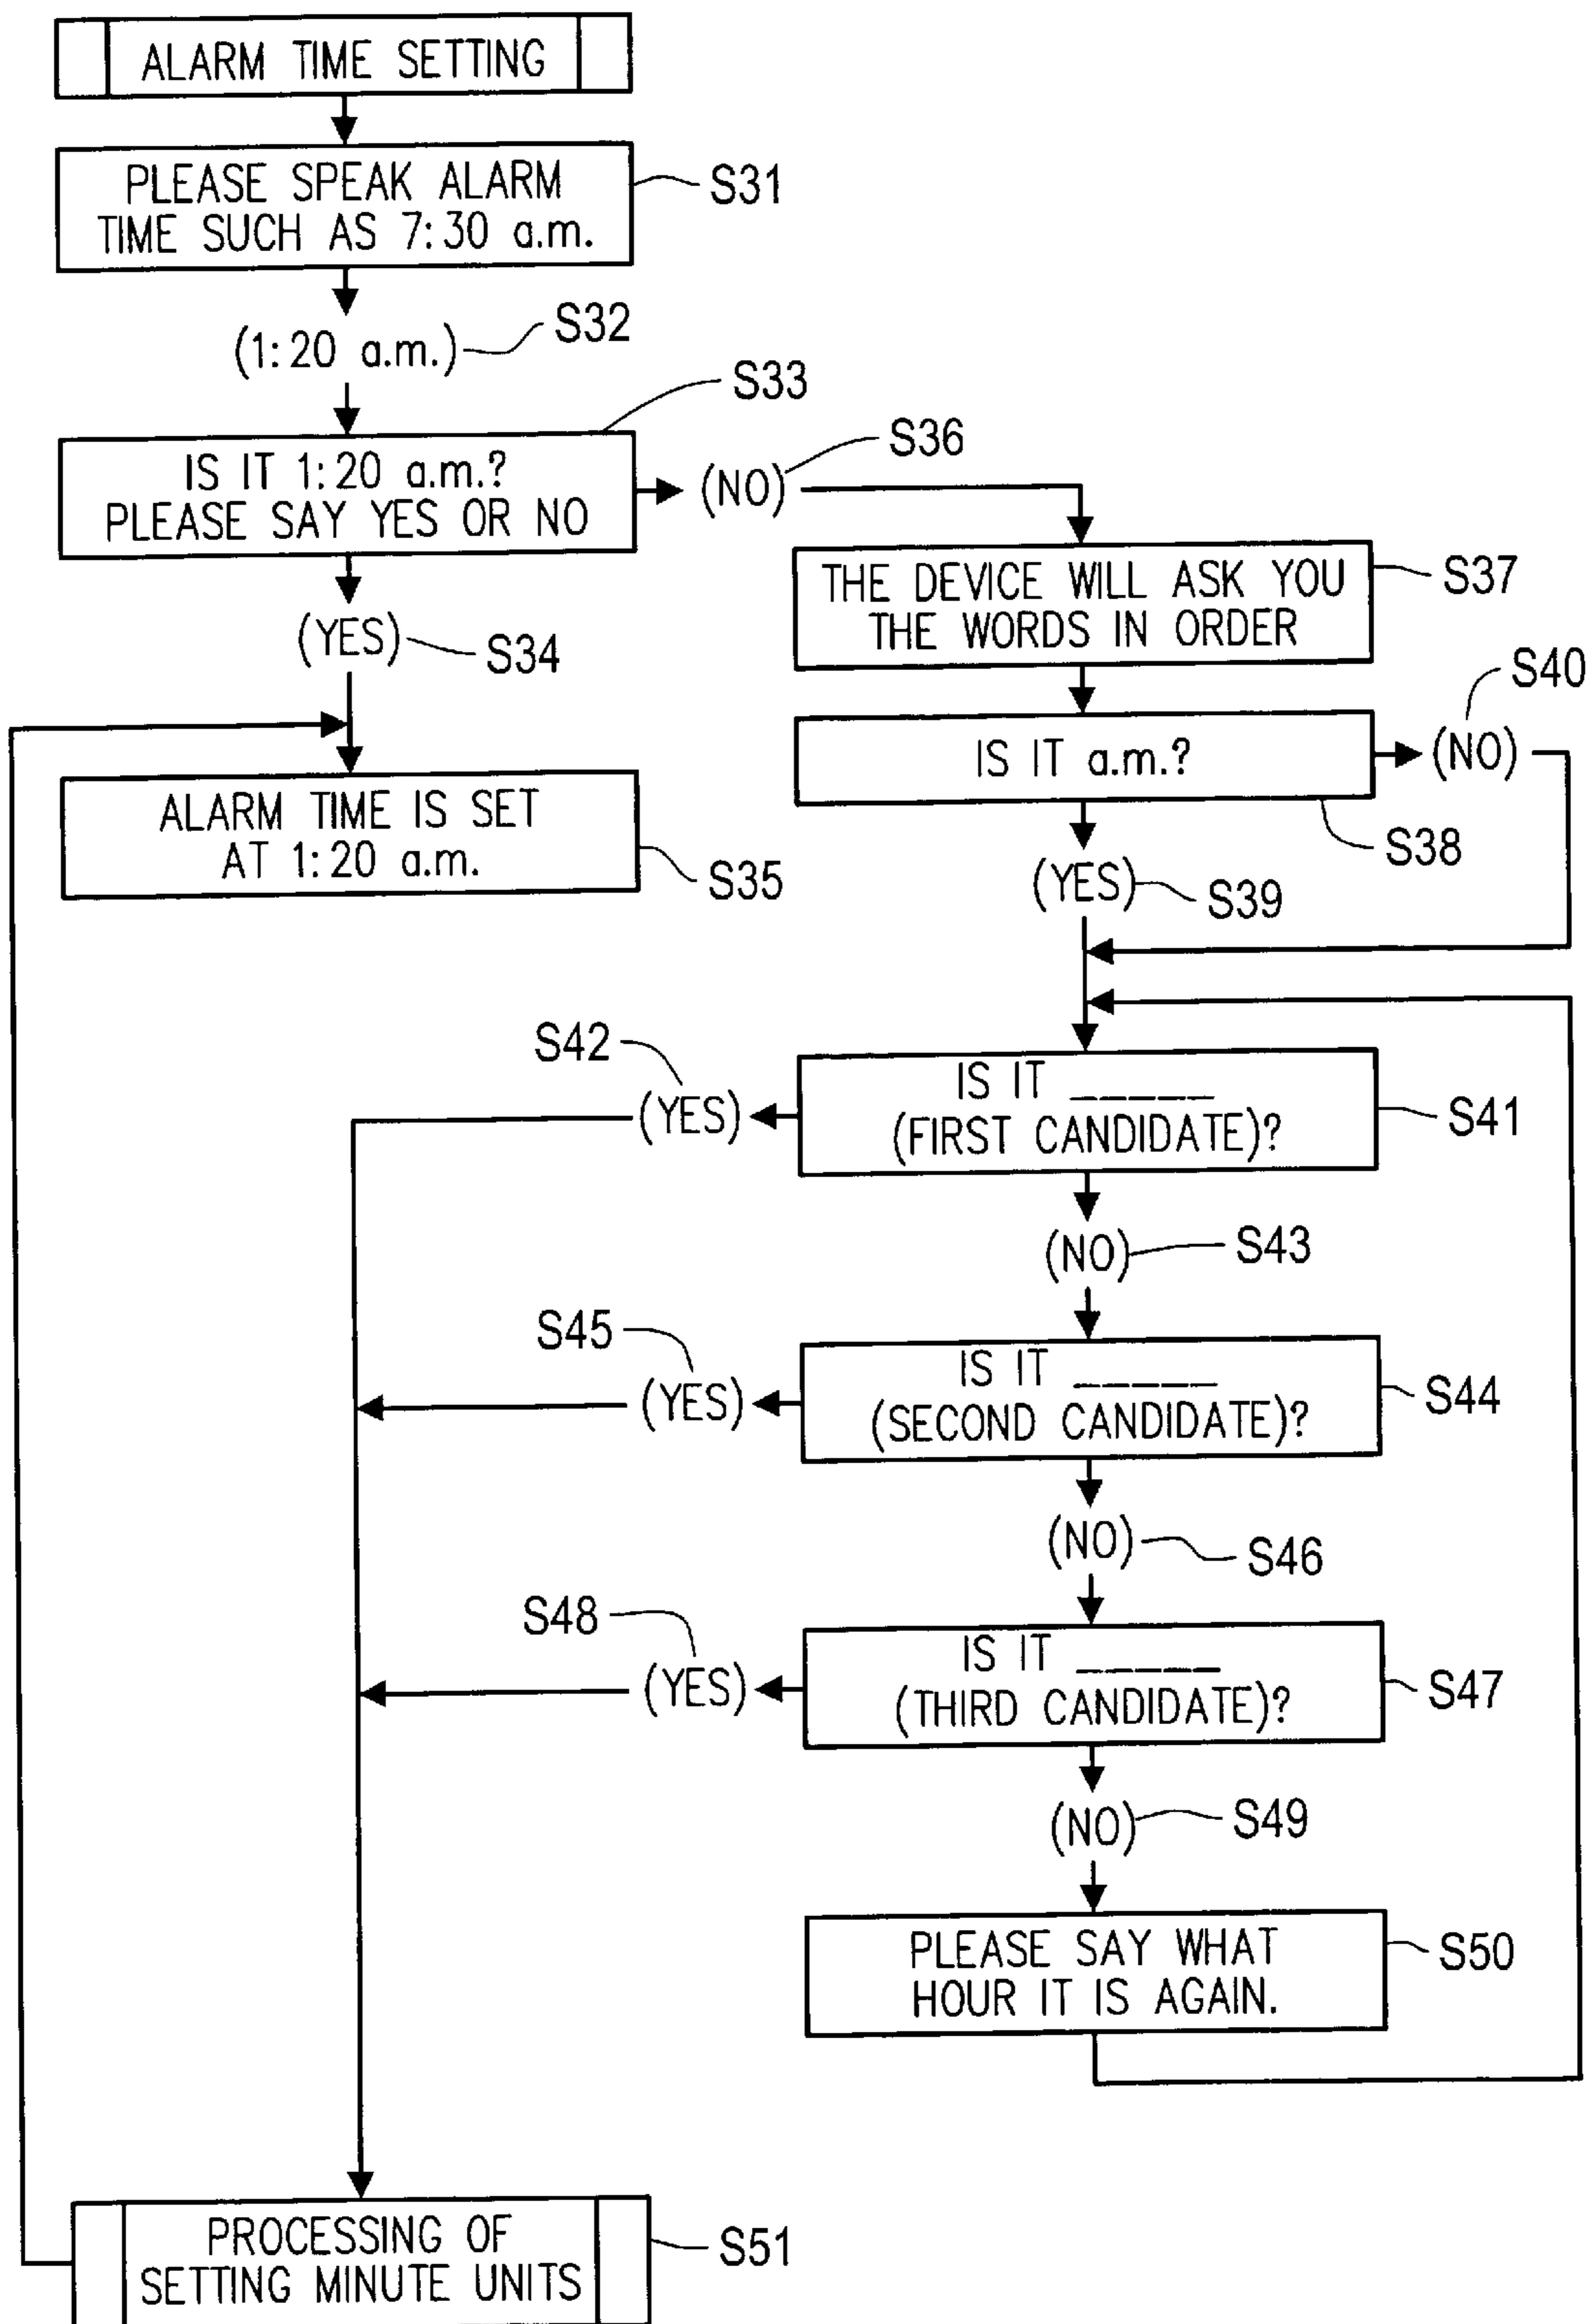 ALARM TIME SETTING
PLEASE SPEAK ALARM
TIME SUCH AS 7:30 a.m.
S31
(1:20 a.m.)
S32
S33
IS IT 1:20 a.m.?
PLEASE SAY YES OR NO
(NO)
S36
(YES)
S34
ALARM TIME IS SET
AT 1:20 a.m.
S35
THE DEVICE WILL ASK YOU
THE WORDS IN ORDER
S37
IS IT a.m.?
S38
(NO)
S40
(YES)
S39
IS IT ______
(FIRST CANDIDATE)?
S41
S42
(YES)
(NO)
S43
IS IT ______
(SECOND CANDIDATE)?
S44
S45
(YES)
(NO)
S46
IS IT ______
(THIRD CANDIDATE)?
S47
S48
(YES)
(NO)
S49
PLEASE SAY WHAT
HOUR IT IS AGAIN.
S50
PROCESSING OF
SETTING MINUTE UNITS
S51